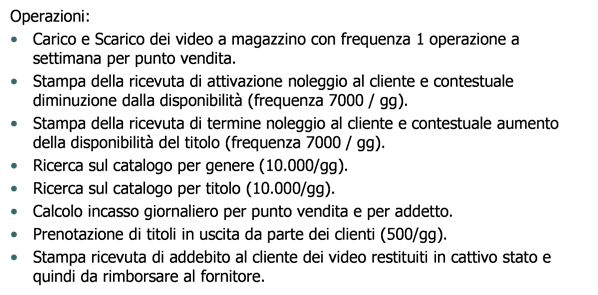 Operazioni:
• Carico e Scarico dei video a magazzino con frequenza 1 operazione a
settimana per punto vendita.
• Stampa della ricevuta di attivazione noleggio al cliente e contestuale
diminuzione dalla disponibilità (frequenza 7000 / gg).
• Stampa della ricevuta di termine noleggio al cliente e contestuale aumento
della disponibilità del titolo (frequenza 7000 / gg).
• Ricerca sul catalogo per genere (10.000/gg).
• Ricerca sul catalogo per titolo (10.000/gg).
• Calcolo incasso giornaliero per punto vendita e per addetto.
• Prenotazione di titoli in uscita da parte dei clienti (500/gg).
• Stampa ricevuta di addebito al cliente dei video restituiti in cattivo stato e
quindi da rimborsare al fornitore.